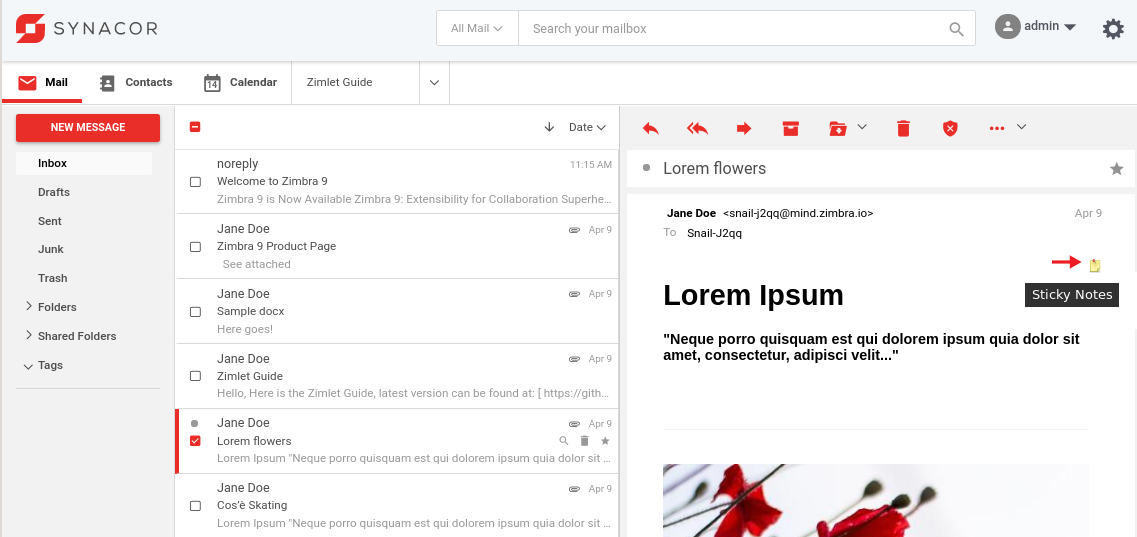 SYNACOR
All Mail
Search your mailbox
admin
Mail
Contacts
14
Calendar
Zimlet Guide
NEW MESSAGE
Inbox
Drafts
Sent
Junk
Trash
Folders
Shared Folders
Tags
Date
noreply
11:15 AM
Welcome to Zimbra 9
Zimbra 9 is Now Available Zimbra 9: Extensibility for Collaboration Superhe...
Jane Doe
Apr 9
Zimbra 9 Product Page
See attached
Jane Doe
Apr 9
Sample docx
Here goes!
Jane Doe
Apr 9
Zimlet Guide
Hello, Here is the Zimlet Guide, latest version can be found at: [ https://gith...
Jane Doe
Apr 9
Lorem flowers
Lorem Ipsum "Neque porro quisquam est qui dolorem ipsum quia dolor sit ...
Jane Doe
Apr 9
Cos'è Skating
Lorem Ipsum "Neque porro quisquam est qui dolorem ipsum quia dolor sit ...
Lorem flowers
Jane Doe <snail-j2qq@mind.zimbra.io>
Apr 9
To Snail-J2qq
Sticky Notes
Lorem Ipsum
"Neque porro quisquam est qui dolorem ipsum quia dolor sit
amet, consectetur, adipisci velit..."